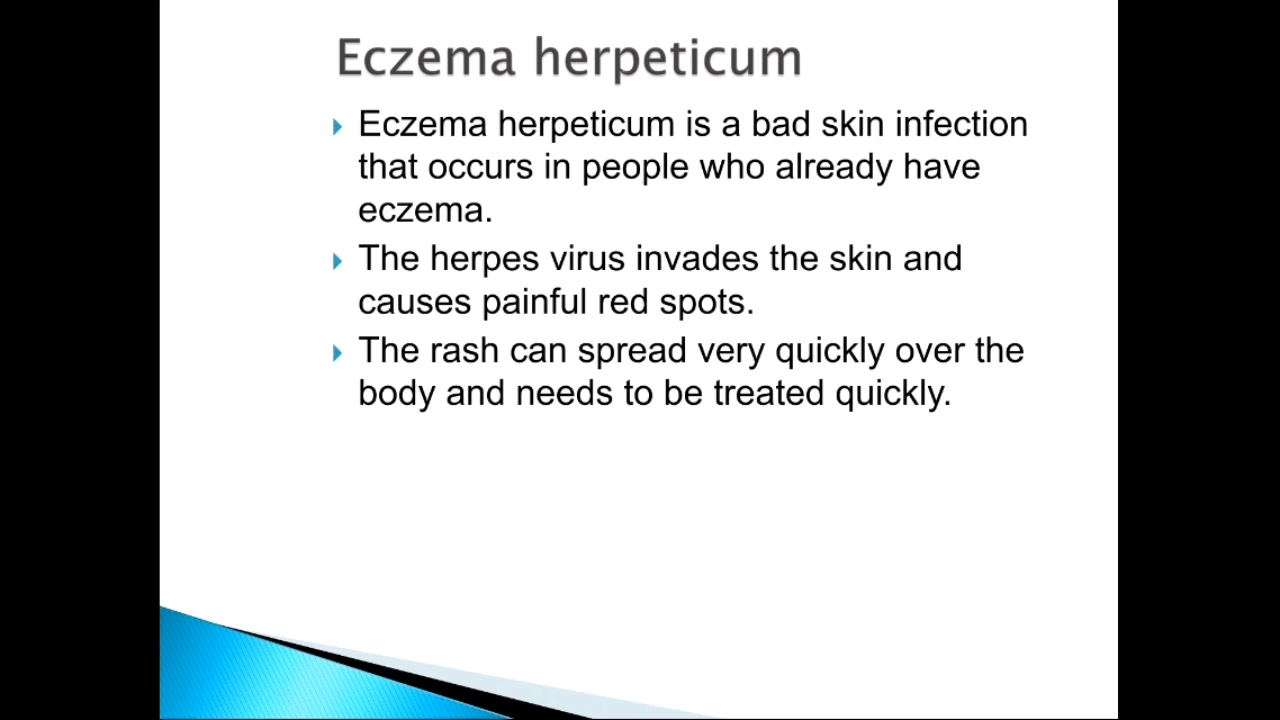 Eczema herpeticum
Eczema herpeticum is a bad skin infection
that occurs in people who already have
eczema.
The herpes virus invades the skin and
causes painful red spots.
The rash can spread very quickly over the
body and needs to be treated quickly.